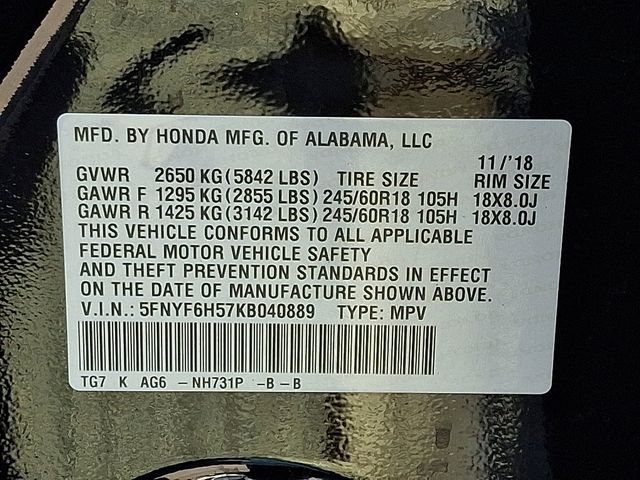 MFD. BY HONDA MFG. OF ALABAMA, LLC
11/'18
GVWR 2650 KG (5842 LBS) TIRE SIZE RIM SIZE
GAWR F 1295 KG (2855 LBS) 245/60R18 105H 18X8.0J
GAWR R 1425 KG (3142 LBS) 245/60R18 105H 18X8.0J
THIS VEHICLE CONFORMS TO ALL APPLICABLE
FEDERAL MOTOR VEHICLE SAFETY
AND THEFT PREVENTION STANDARDS IN EFFECT
ON THE DATE OF MANUFACTURE SHOWN ABOVE.
V.I.N.: 5FNYF6H57KB040889 TYPE: MPV
TG7 K AG6 -NH731P -B-B